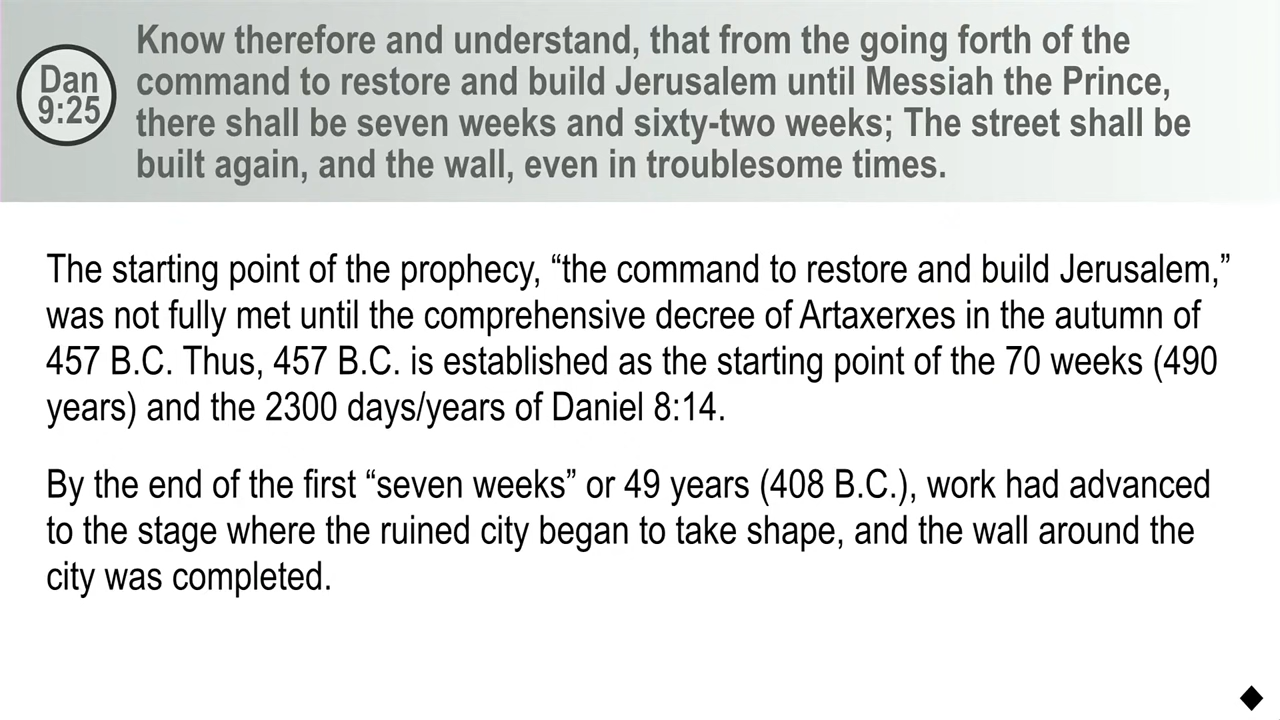 Dan
9:25
Know therefore and understand, that from the going forth of the
command to restore and build Jerusalem until Messiah the Prince,
there shall be seven weeks and sixty-two weeks; The street shall be
built again, and the wall, even in troublesome times.
The starting point of the prophecy, “the command to restore and build Jerusalem,”
was not fully met until the comprehensive decree of Artaxerxes in the autumn of
457 B.C. Thus, 457 B.C. is established as the starting point of the 70 weeks (490
years) and the 2300 days/years of Daniel 8:14.
By the end of the first “seven weeks” or 49 years (408 B.C.), work had advanced
to the stage where the ruined city began to take shape, and the wall around the
city was completed.